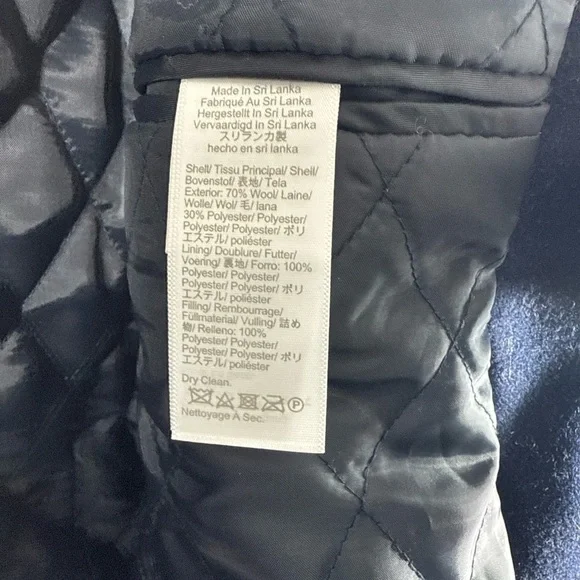 Made In Sri Lanka
Fabriqué Au Sri Lanka
Hergestellt In Sri Lanka
Vervaardigd In Sri Lanka
スリランカ製
hecho en sri lanka
Shell/ Tissu Principal/ Shell/
Bovenstof/ 表地/ Tela
Exterior: 70% Wool/ Laine/
Wolle/ Wol/ 毛/ lana
30% Polyester/ Polyester/
Polyester/ Polyester/ ポリ
エステル/ poliéster
Lining/ Doublure/ Futter/
Voering/ 裏地/ Forro: 100%
Polyester/ Polyester/
Polyester/ Polyester/ ポリ
エステル/ poliéster
Filling/ Rembourrage/
Füllmaterial/ Vulling/ 詰め
物/ Relleno: 100%
Polyester/ Polyester/
Polyester/ Polyester/ ポリ
エステル/ poliéster
Dry Clean.
P
Nettoyage A Sec.